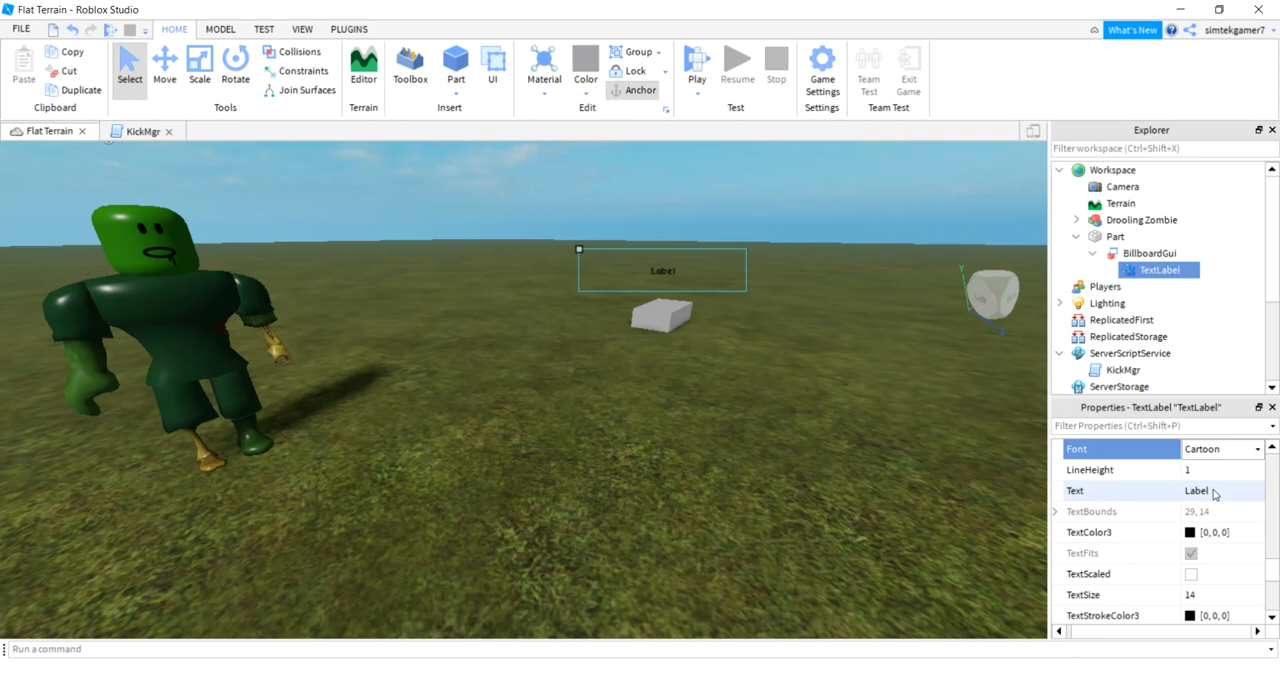 Flat Terrain - Roblox Studio
FILE HOME MODEL TEST VIEW PLUGINS What's New simtekgamer7
Paste Copy Cut Duplicate Select Move Scale Rotate Collisions Constraints Join Surfaces Editor Toolbox Part UI Material Color Group Lock Anchor Play Resume Stop Game Settings Team Test Exit Game
Clipboard Tools Terrain Insert Edit Test Settings Team Test
Flat Terrain KickMgr
Label
Explorer
Filter workspace (Ctrl+Shift+X)
Workspace
Camera
Terrain
Drooling Zombie
Part
BillboardGui
TextLabel
Players
Lighting
ReplicatedFirst
ReplicatedStorage
ServerScriptService
KickMgr
ServerStorage
Properties - TextLabel "TextLabel"
Filter Properties (Ctrl+Shift+P)
Font Cartoon
LineHeight 1
Text Label
TextBounds 29, 14
TextColor3 [0, 0, 0]
TextFits
TextScaled
TextSize 14
TextStrokeColor3 [0, 0, 0]
Run a command